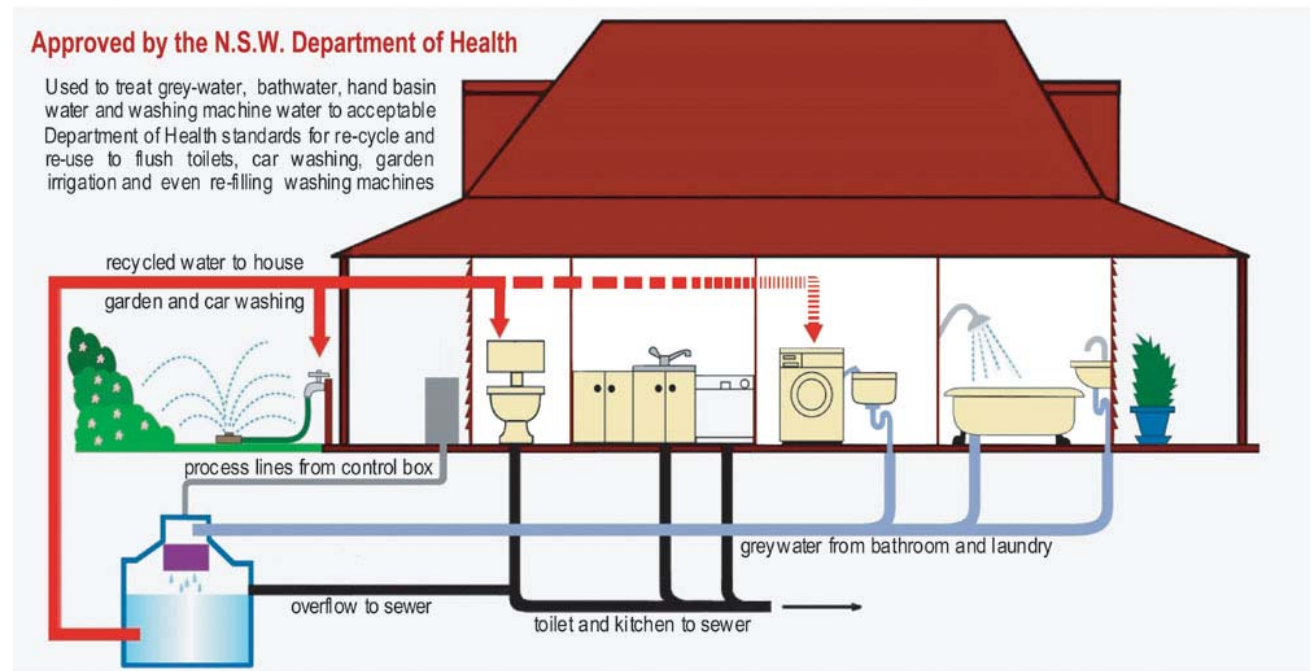 Approved by the N.S.W. Department of Health
Used to treat grey-water, bathwater, hand basin
water and washing machine water to acceptable
Department of Health standards for re-cycle and
re-use to flush toilets, car washing, garden
irrigation and even re-filling washing machines
recycled water to house
garden and car washing
process lines from control box
greywater from bathroom and laundry
overflow to sewer
toilet and kitchen to sewer